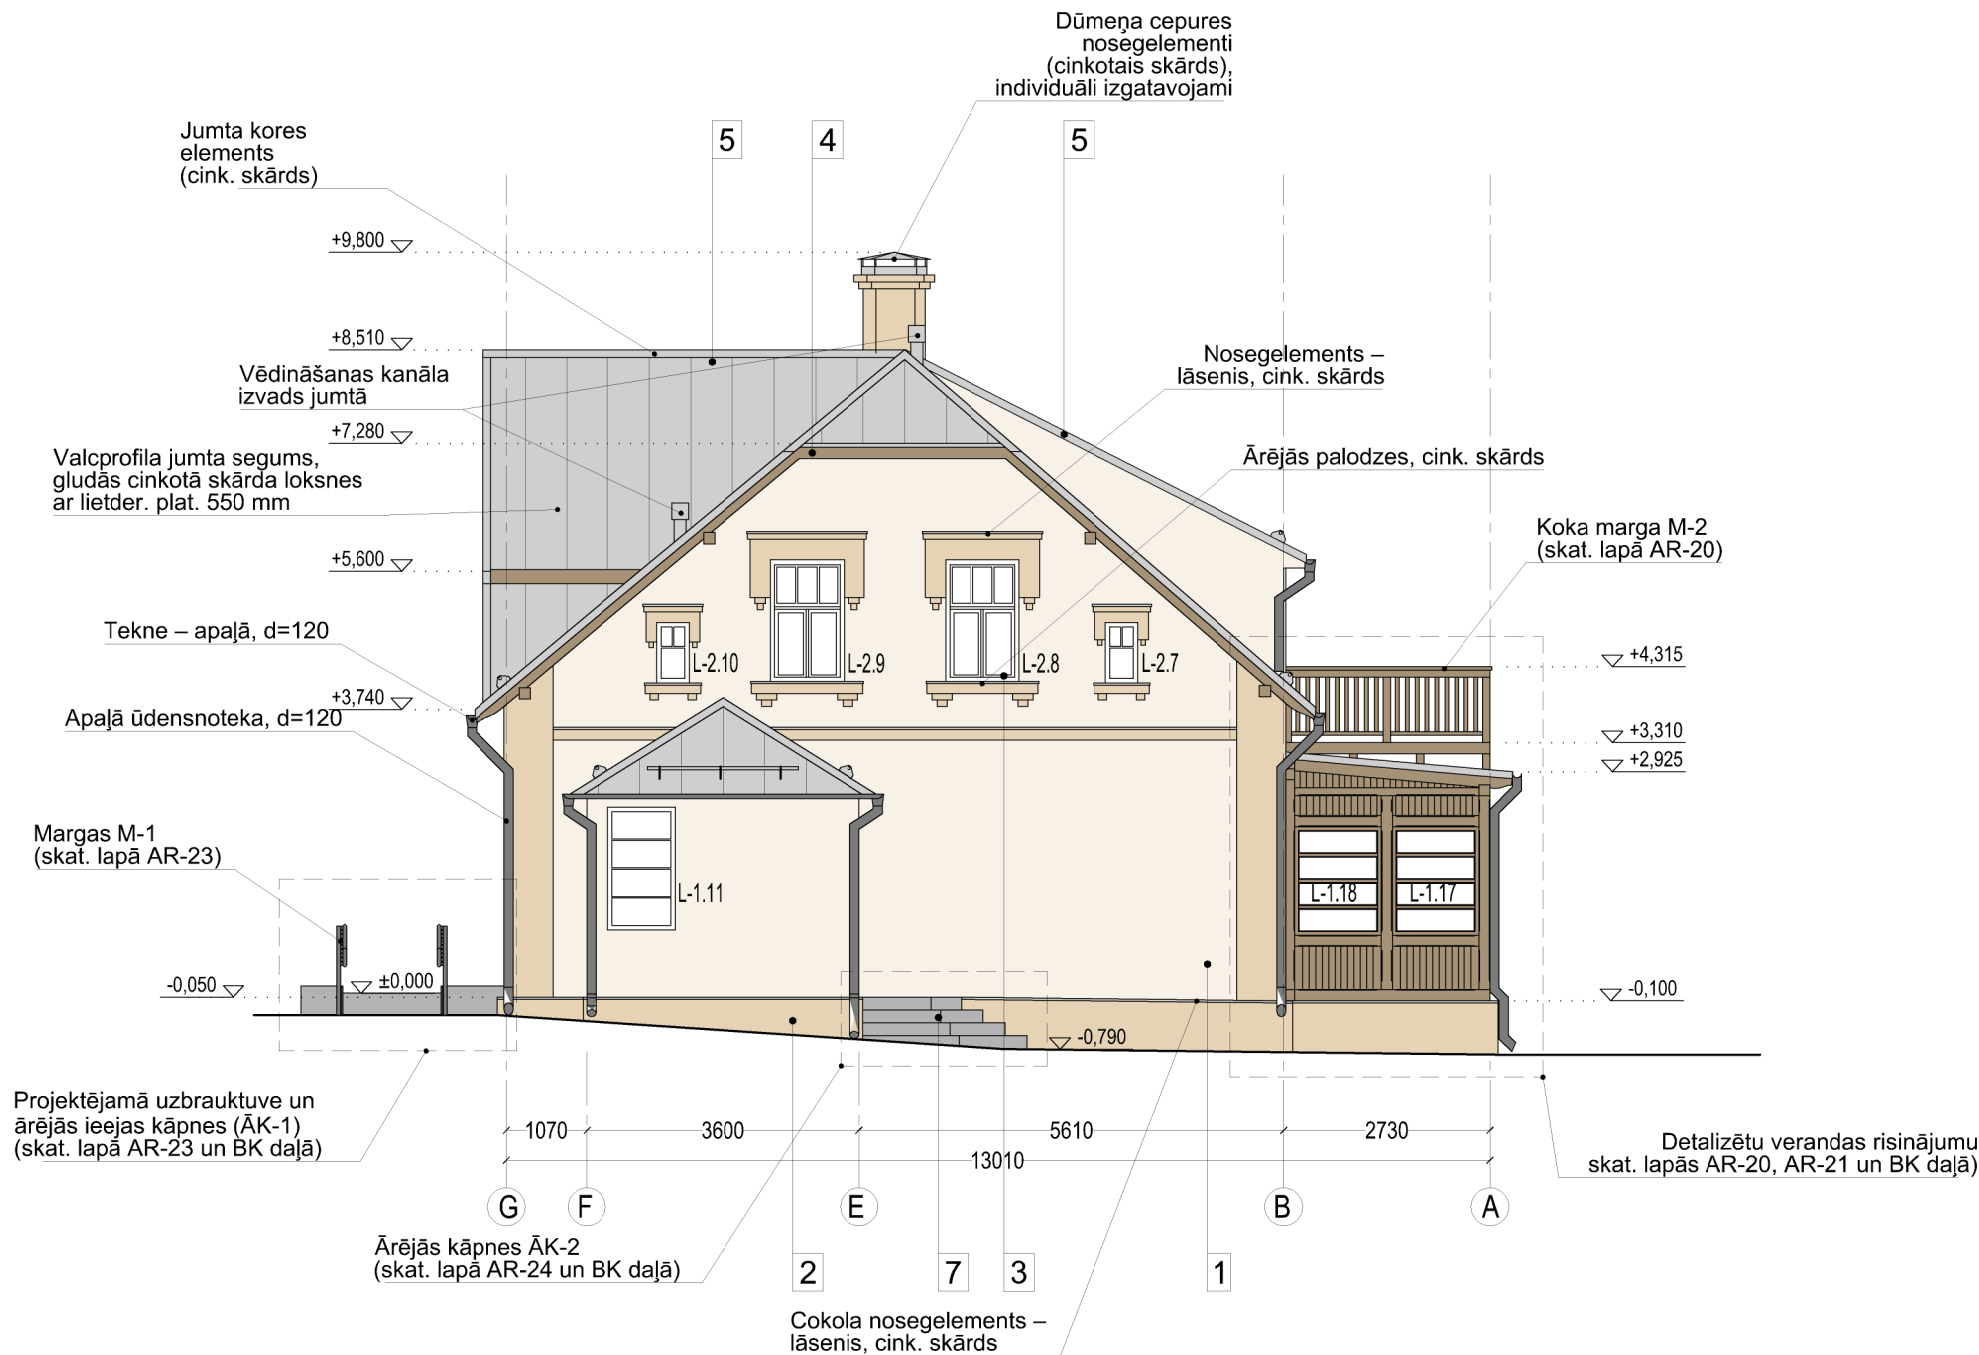 Dūmeņa cepures
nosegelementi
(cinkotais skārds),
individuāli izgatavojami
Jumta kores
elements
(cink. skārds)
5
4
5
+9,800
+8,510
Vēdināšanas kanāla
izvads jumtā
Nosegelements –
lāsenis, cink. skārds
+7,280
Valcprofila jumta segums,
gludās cinkotā skārda loksnes
ar lietder. plat. 550 mm
Ārējās palodzes, cink. skārds
Koka marga M-2
(skat. lapā AR-20)
+5,600
Tekne – apaļā, d=120
L-2.10
L-2.9
L-2.8
L-2.7
+4,315
+3,740
Apaļā ūdensnoteka, d=120
+3,310
+2,925
Margas M-1
(skat. lapā AR-23)
L-1.11
L-1.18
L-1.17
-0,050
±0,000
-0,100
-0,790
Projektējamā uzbrauktuve un
ārējās ieejas kāpnes (ĀK-1)
(skat. lapā AR-23 un BK daļā)
1070
3600
5610
2730
13010
Detalizētu verandas risinājumu
skat. lapās AR-20, AR-21 un BK daļā)
G
F
E
B
A
Ārējās kāpnes ĀK-2
(skat. lapā AR-24 un BK daļā)
2
7
3
1
Cokola nosegelements –
lāsenis, cink. skārds